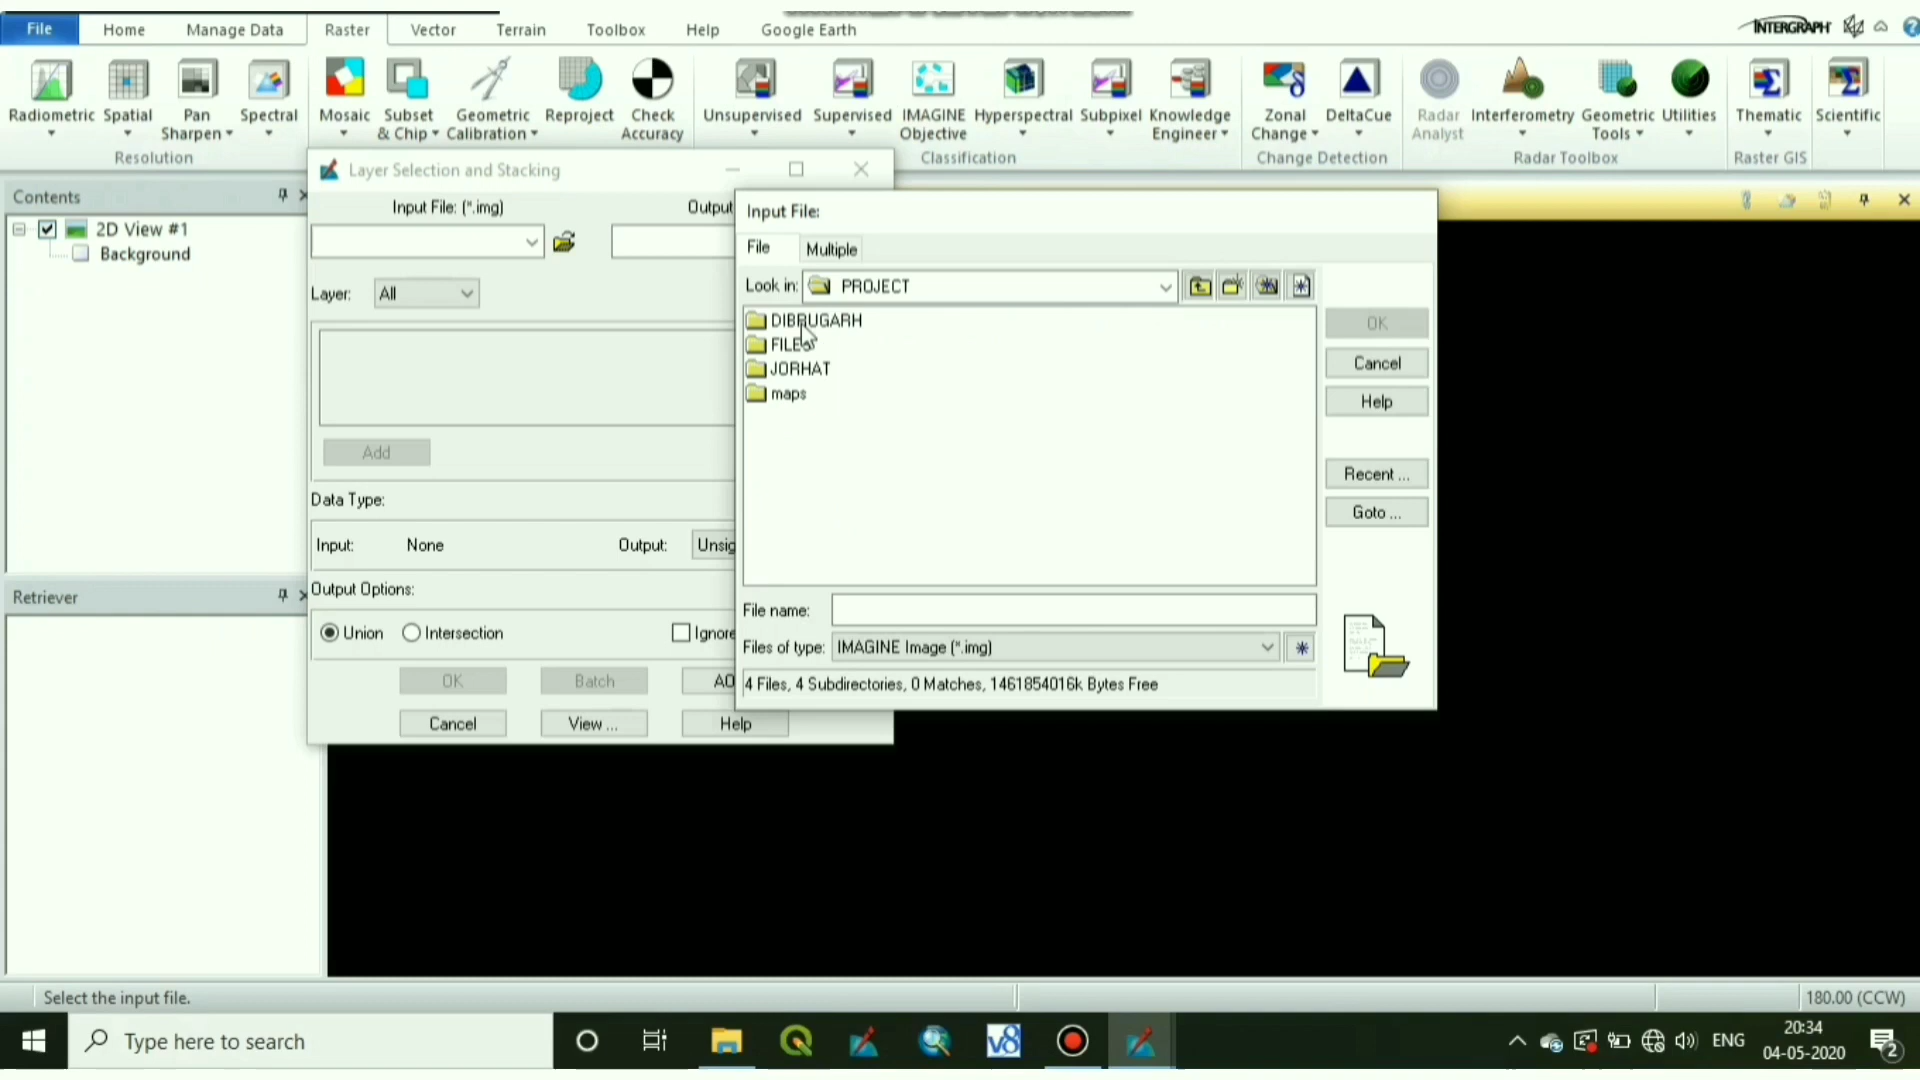 File Home Manage Data Raster Vector Terrain Toolbox Help Google Earth INTERGRAPH
Radiometric Spatial Pan Sharpen Spectral Mosaic Subset & Chip Geometric Calibration Reproject Check Accuracy Unsupervised Supervised IMAGINE Objective Hyperspectral Subpixel Knowledge Engineer Zonal Change DeltaCue Radar Analyst Interferometry Geometric Tools Utilities Thematic Scientific
Resolution Classification Change Detection Radar Toolbox Raster GIS
Contents
2D View #1
Background
Retriever
Layer Selection and Stacking
Input File: (*.img) Output
Layer: All
Add
Data Type:
Input: None Output: Unsig
Output Options:
Union Intersection Ignore
OK Batch AO
Cancel View ... Help
Input File:
File Multiple
Look in: PROJECT
DIBRUGARH
FILES
JORHAT
maps
OK
Cancel
Help
Recent ...
Goto ...
File name:
Files of type: IMAGINE Image (*.img)
4 Files, 4 Subdirectories, 0 Matches, 1461854016k Bytes Free
Select the input file. 180.00 (CCW)
Type here to search
v8
ENG
20:34
04-05-2020
2